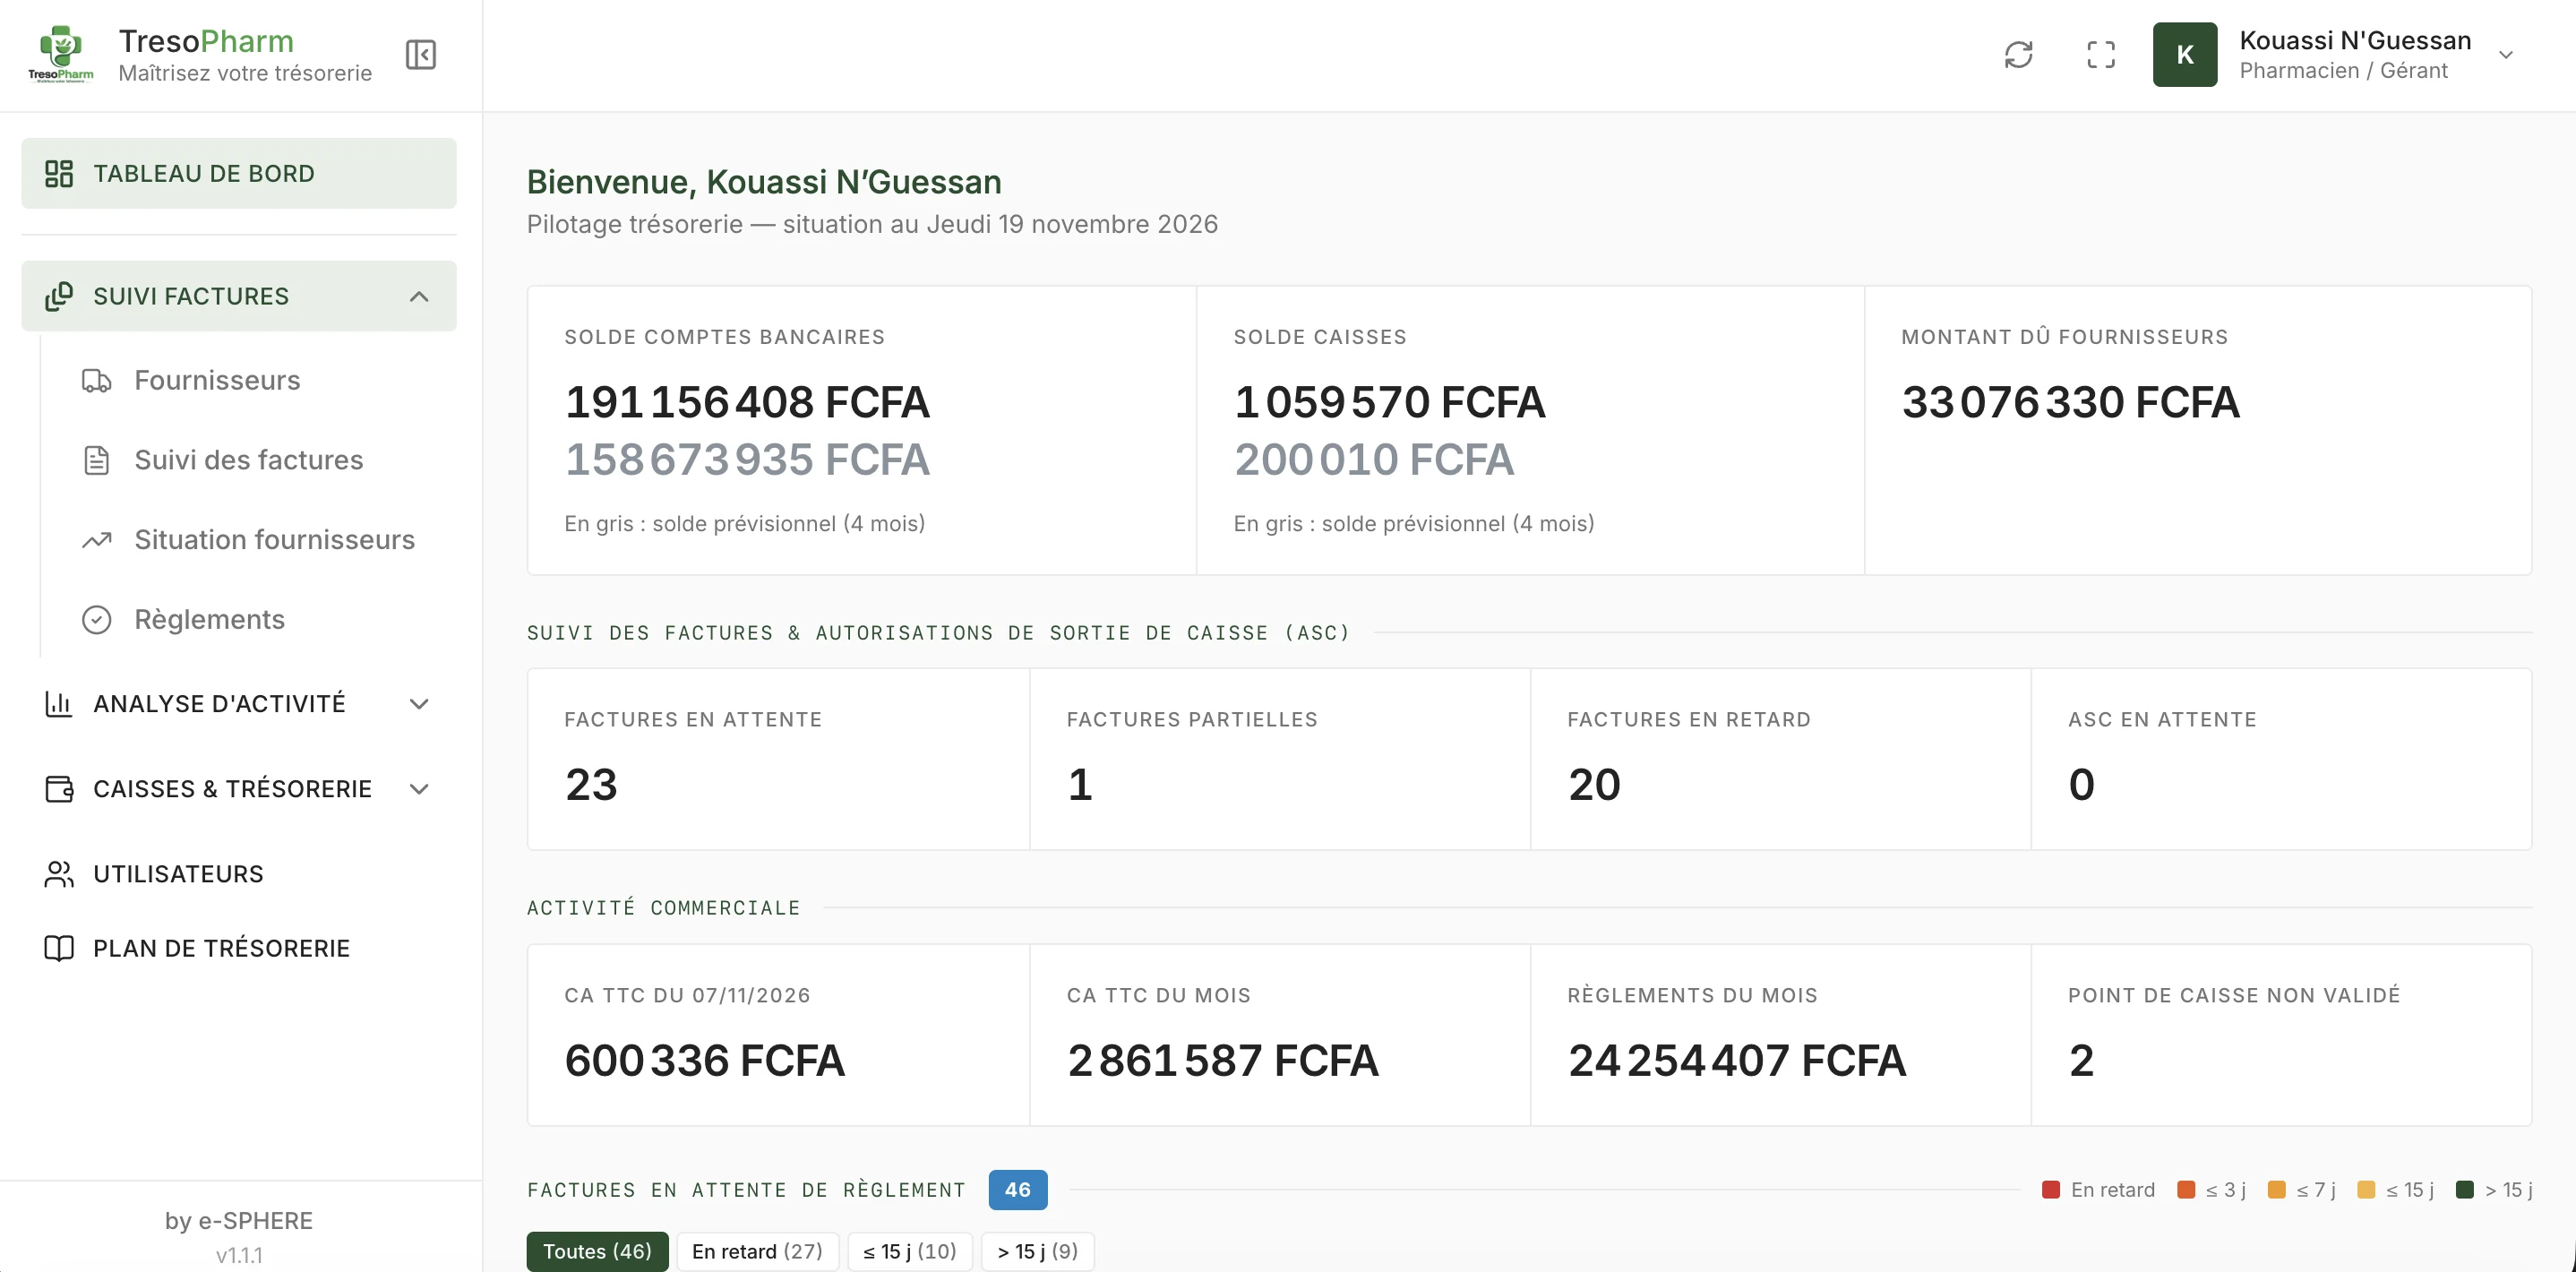 TresoPharm
Maîtrisez votre trésorerie
TresoPharm
K
Kouassi N'Guessan
Pharmacien / Gérant
TABLEAU DE BORD
SUIVI FACTURES
Fournisseurs
Suivi des factures
Situation fournisseurs
Règlements
ANALYSE D'ACTIVITÉ
CAISSES & TRÉSORERIE
UTILISATEURS
PLAN DE TRÉSORERIE
by e-SPHERE
v1.1.1
Bienvenue, Kouassi N’Guessan
Pilotage trésorerie — situation au Jeudi 19 novembre 2026
SOLDE COMPTES BANCAIRES
191 156 408 FCFA
158 673 935 FCFA
En gris : solde prévisionnel (4 mois)
SOLDE CAISSES
1 059 570 FCFA
200 010 FCFA
En gris : solde prévisionnel (4 mois)
MONTANT DÛ FOURNISSEURS
33 076 330 FCFA
SUIVI DES FACTURES & AUTORISATIONS DE SORTIE DE CAISSE (ASC)
FACTURES EN ATTENTE
23
FACTURES PARTIELLES
1
FACTURES EN RETARD
20
ASC EN ATTENTE
0
ACTIVITÉ COMMERCIALE
CA TTC DU 07/11/2026
600 336 FCFA
CA TTC DU MOIS
2 861 587 FCFA
RÈGLEMENTS DU MOIS
24 254 407 FCFA
POINT DE CAISSE NON VALIDÉ
2
FACTURES EN ATTENTE DE RÈGLEMENT 46
En retard ≤ 3 j ≤ 7 j ≤ 15 j > 15 j
Toutes (46) En retard (27) ≤ 15 j (10) > 15 j (9)